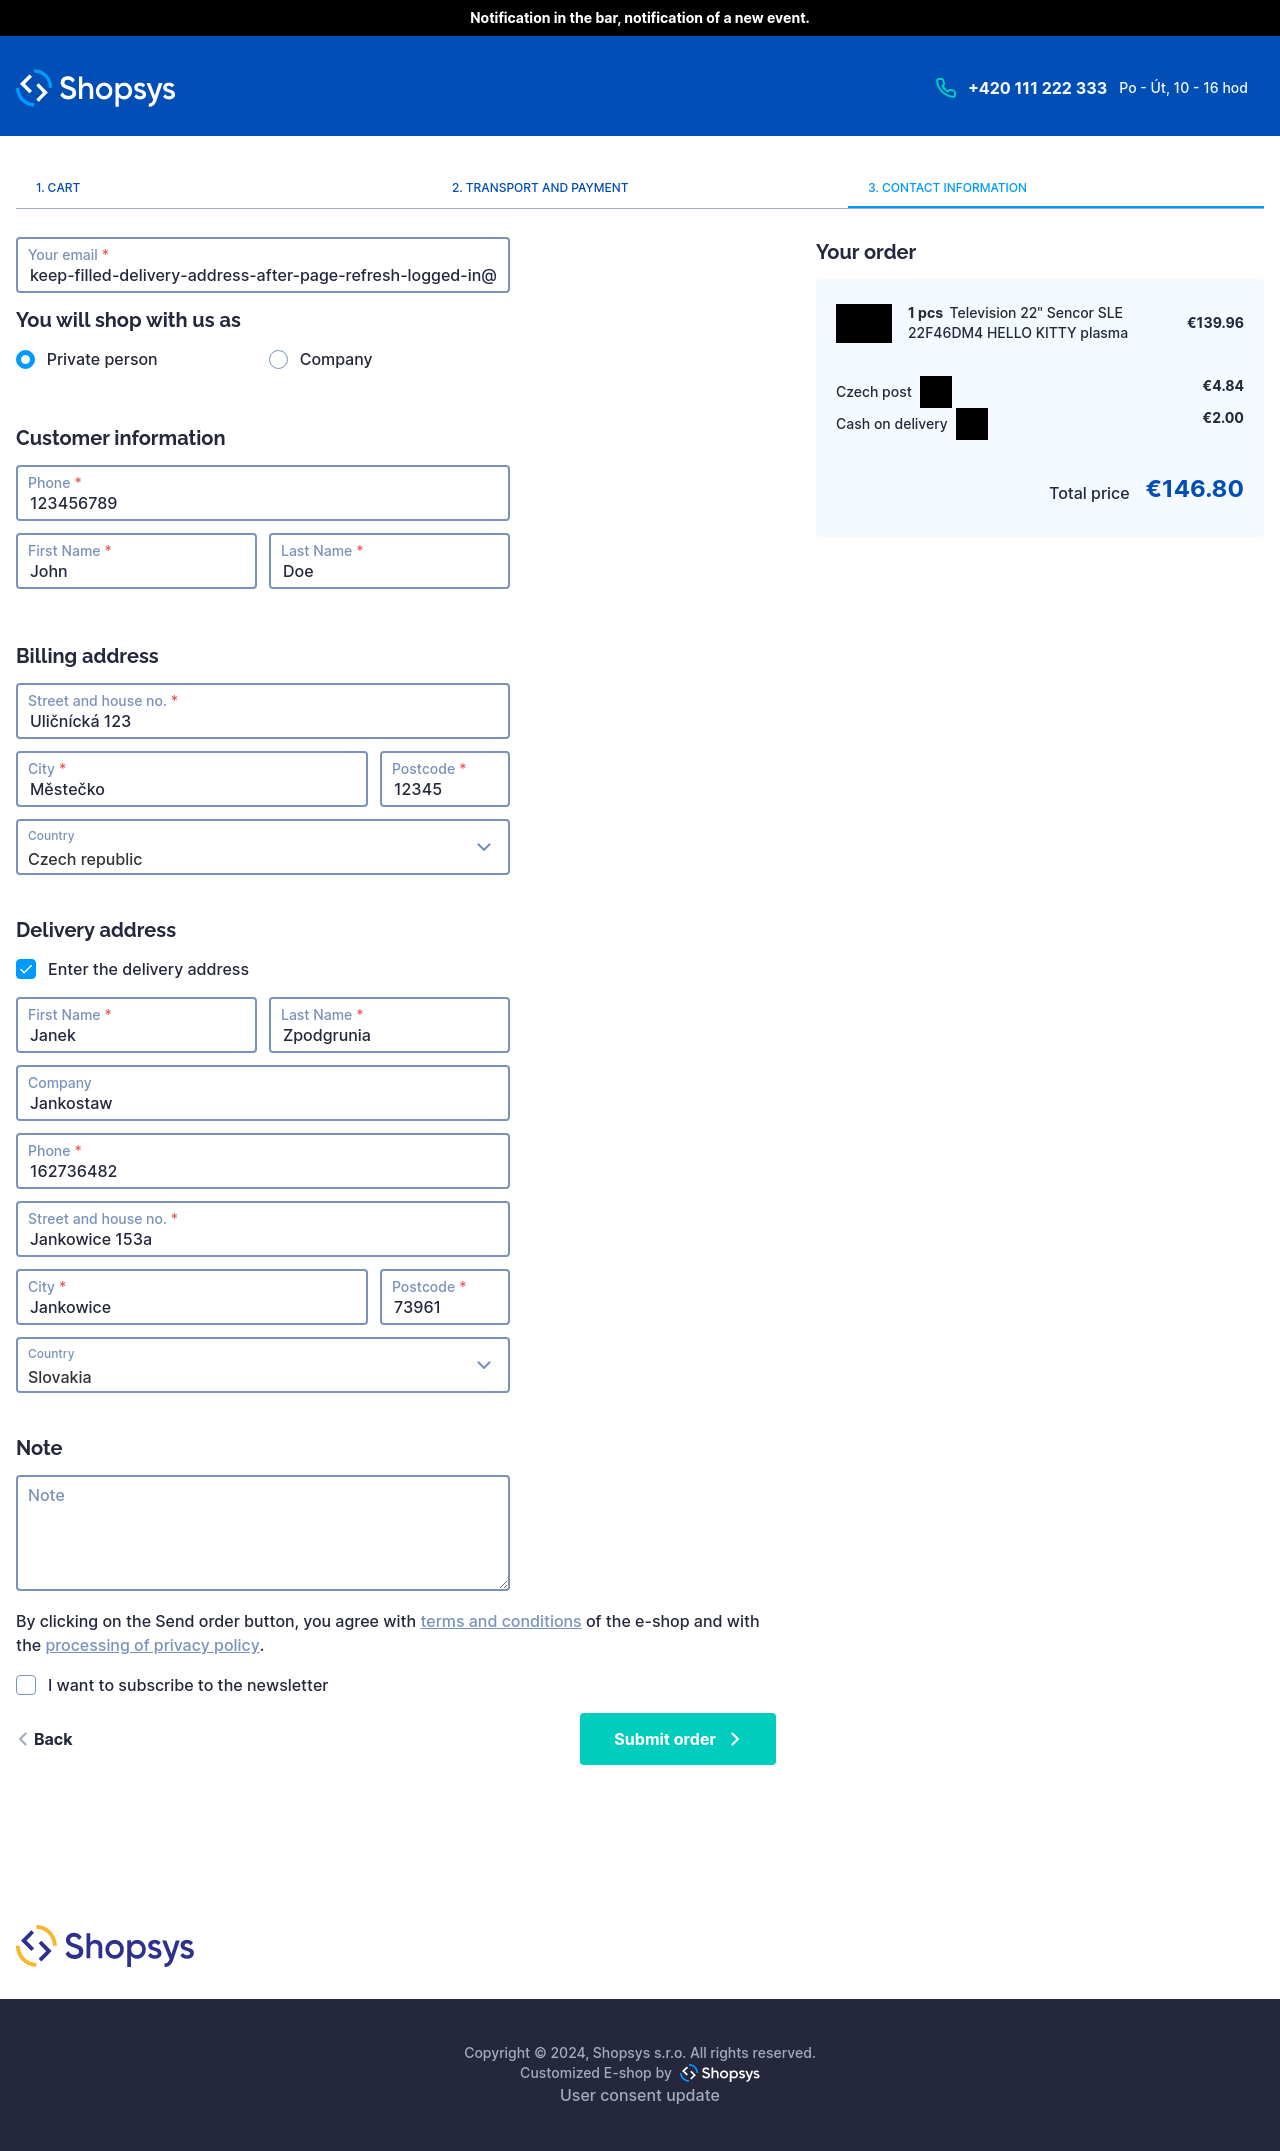 Notification in the bar, notification of a new event.
Shopsys
+420 111 222 333 Po - Út, 10 - 16 hod
1. CART 2. TRANSPORT AND PAYMENT 3. CONTACT INFORMATION
Your email *
keep-filled-delivery-address-after-page-refresh-logged-in@
You will shop with us as
Private person Company
Customer information
Phone *
123456789
First Name * Last Name *
John Doe
Billing address
Street and house no. *
Uličnícká 123
City * Postcode *
Městečko 12345
Country
Czech republic
Delivery address
Enter the delivery address
First Name * Last Name *
Janek Zpodgrunia
Company
Jankostaw
Phone *
162736482
Street and house no. *
Jankowice 153a
City * Postcode *
Jankowice 73961
Country
Slovakia
Note
Note
By clicking on the Send order button, you agree with terms and conditions of the e-shop and with
the processing of privacy policy.
I want to subscribe to the newsletter
Back Submit order
Your order
1 pcs Television 22" Sencor SLE
22F46DM4 HELLO KITTY plasma
€139.96
Czech post €4.84
Cash on delivery €2.00
Total price €146.80
Shopsys
Copyright © 2024, Shopsys s.r.o. All rights reserved.
Customized E-shop by Shopsys
User consent update